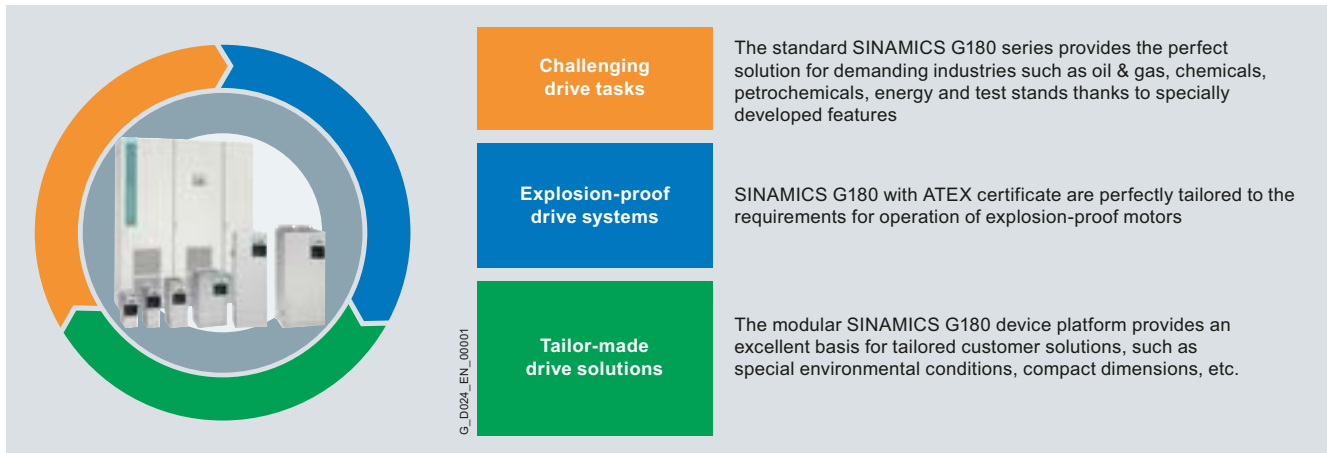 Challenging
drive tasks
The standard SINAMICS G180 series provides the perfect
solution for demanding industries such as oil & gas, chemicals,
petrochemicals, energy and test stands thanks to specially
developed features
Explosion-proof
drive systems
SINAMICS G180 with ATEX certificate are perfectly tailored to the
requirements for operation of explosion-proof motors
Tailor-made
drive solutions
The modular SINAMICS G180 device platform provides an
excellent basis for tailored customer solutions, such as
special environmental conditions, compact dimensions, etc.
G_D024_EN_00001